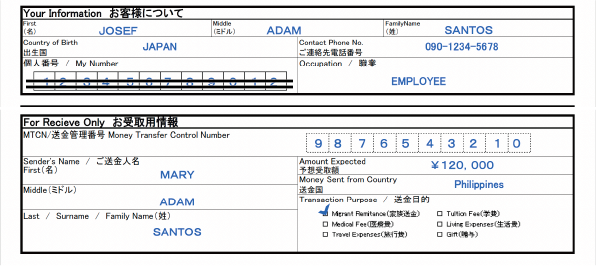 Your Information お客様について
First Middle FamilyName
(名) JOSEF (ミドル) ADAM (姓) SANTOS
Country of Birth Contact Phone No.
出生国 JAPAN ご連絡先電話番号 090-1234-5678
個人番号 / My Number Occupation / 職業
1 2 3 4 5 6 7 8 9 0 1 2 EMPLOYEE
For Recieve Only お受取用情報
MTCN/送金管理番号 Money Transfer Control Number
9 8 7 6 5 4 3 2 1 0
Sender's Name / ご送金人名 Amount Expected
First(名) MARY 予想受取額 ¥120, 000
Money Sent from Country
送金国 Philippines
Middle(ミドル) ADAM Transaction Purpose / 送金目的
Migrant Remitance(家族送金) Tuition Fee(学費)
Last / Surname / Family Name(姓) Medical Fee(医療費) Living Expenses(生活費)
SANTOS Travel Expenses(旅行費) Gift(贈与)